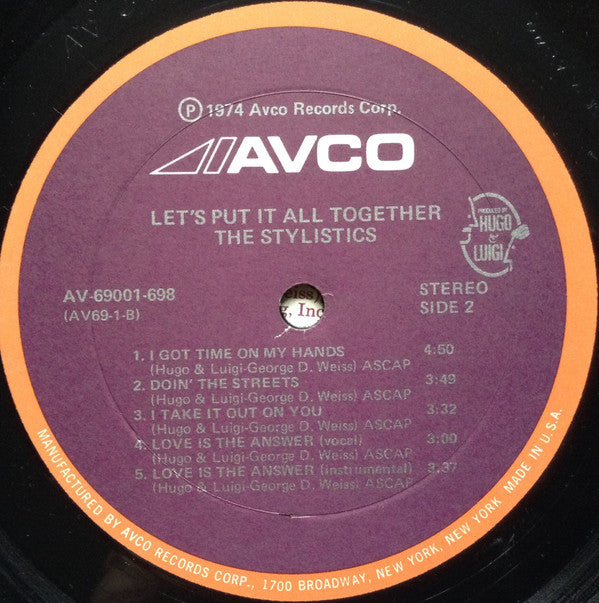 Ⓟ 1974 Avco Records Corp.
AVCO
LET'S PUT IT ALL TOGETHER
THE STYLISTICS
PRODUCED BY
HUGO
&
LUIGI
AV-69001-698
(AV69-1-B)
STEREO
SIDE 2
eiss)
g, Inc
1. I GOT TIME ON MY HANDS 4:50
(Hugo & Luigi-George D. Weiss) ASCAP
2. DOIN' THE STREETS 3:49
(Hugo & Luigi-George D. Weiss) ASCAP
3. I TAKE IT OUT ON YOU 3:32
(Hugo & Luigi-George D. Weiss) ASCAP
4. LOVE IS THE ANSWER (vocal) 3:00
(Hugo & Luigi-George D. Weiss) ASCAP
5. LOVE IS THE ANSWER (instrumental) 3:37
(Hugo & Luigi-George D. Weiss) ASCAP
MANUFACTURED BY AVCO RECORDS CORP., 1700 BROADWAY, NEW YORK, NEW YORK MADE IN U.S.A.